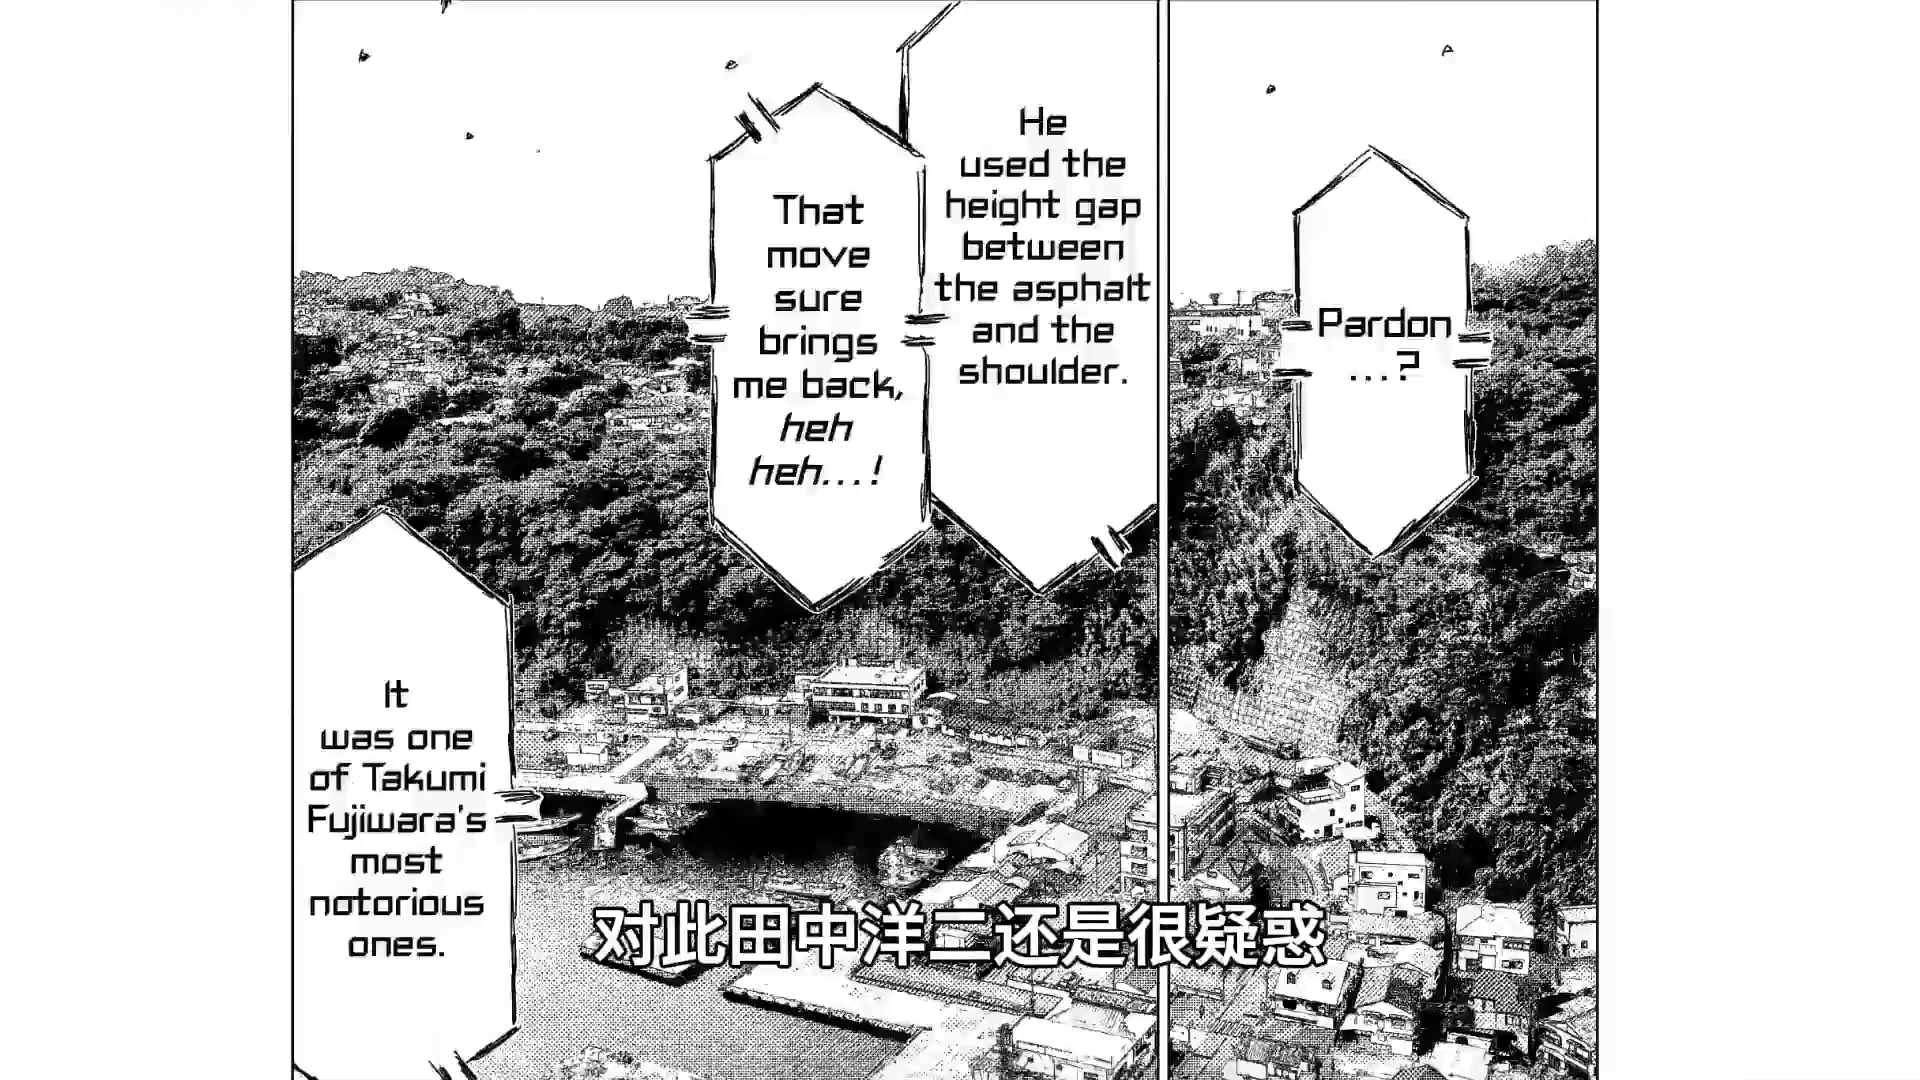 Pardon
...?
He
used the
height gap
between
the asphalt
and the
shoulder.
That
move
sure
brings
me back,
heh
heh...!
It
was one
of Takumi
Fujiwara's
most
notorious
ones.
对此田中洋二还是很疑惑